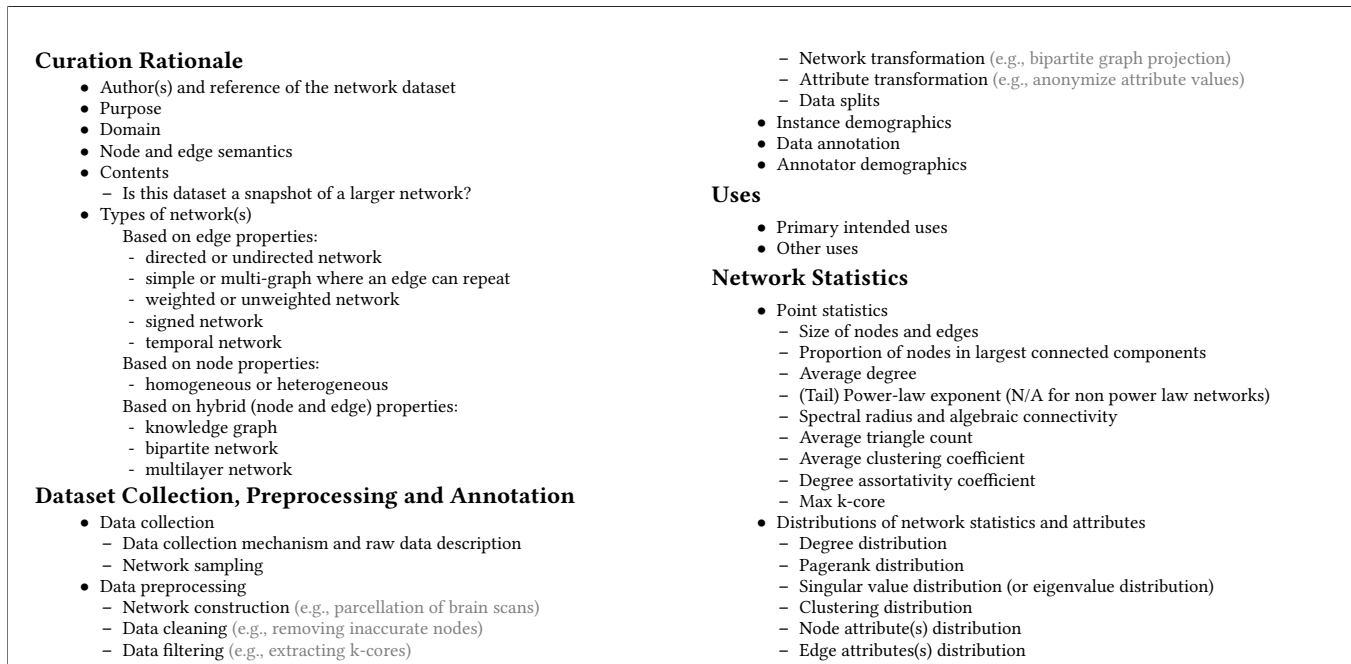 Curation Rationale
• Author(s) and reference of the network dataset
• Purpose
• Domain
• Node and edge semantics
• Contents
– Is this dataset a snapshot of a larger network?
• Types of network(s)
Based on edge properties:
- directed or undirected network
- simple or multi-graph where an edge can repeat
- weighted or unweighted network
- signed network
- temporal network
Based on node properties:
- homogeneous or heterogeneous
Based on hybrid (node and edge) properties:
- knowledge graph
- bipartite network
- multilayer network
Dataset Collection, Preprocessing and Annotation
• Data collection
– Data collection mechanism and raw data description
– Network sampling
• Data preprocessing
– Network construction (e.g., parcellation of brain scans)
– Data cleaning (e.g., removing inaccurate nodes)
– Data filtering (e.g., extracting k-cores)
– Network transformation (e.g., bipartite graph projection)
– Attribute transformation (e.g., anonymize attribute values)
– Data splits
• Instance demographics
• Data annotation
• Annotator demographics
Uses
• Primary intended uses
• Other uses
Network Statistics
• Point statistics
– Size of nodes and edges
– Proportion of nodes in largest connected components
– Average degree
– (Tail) Power-law exponent (N/A for non power law networks)
– Spectral radius and algebraic connectivity
– Average triangle count
– Average clustering coefficient
– Degree assortativity coefficient
– Max k-core
• Distributions of network statistics and attributes
– Degree distribution
– Pagerank distribution
– Singular value distribution (or eigenvalue distribution)
– Clustering distribution
– Node attribute(s) distribution
– Edge attributes(s) distribution